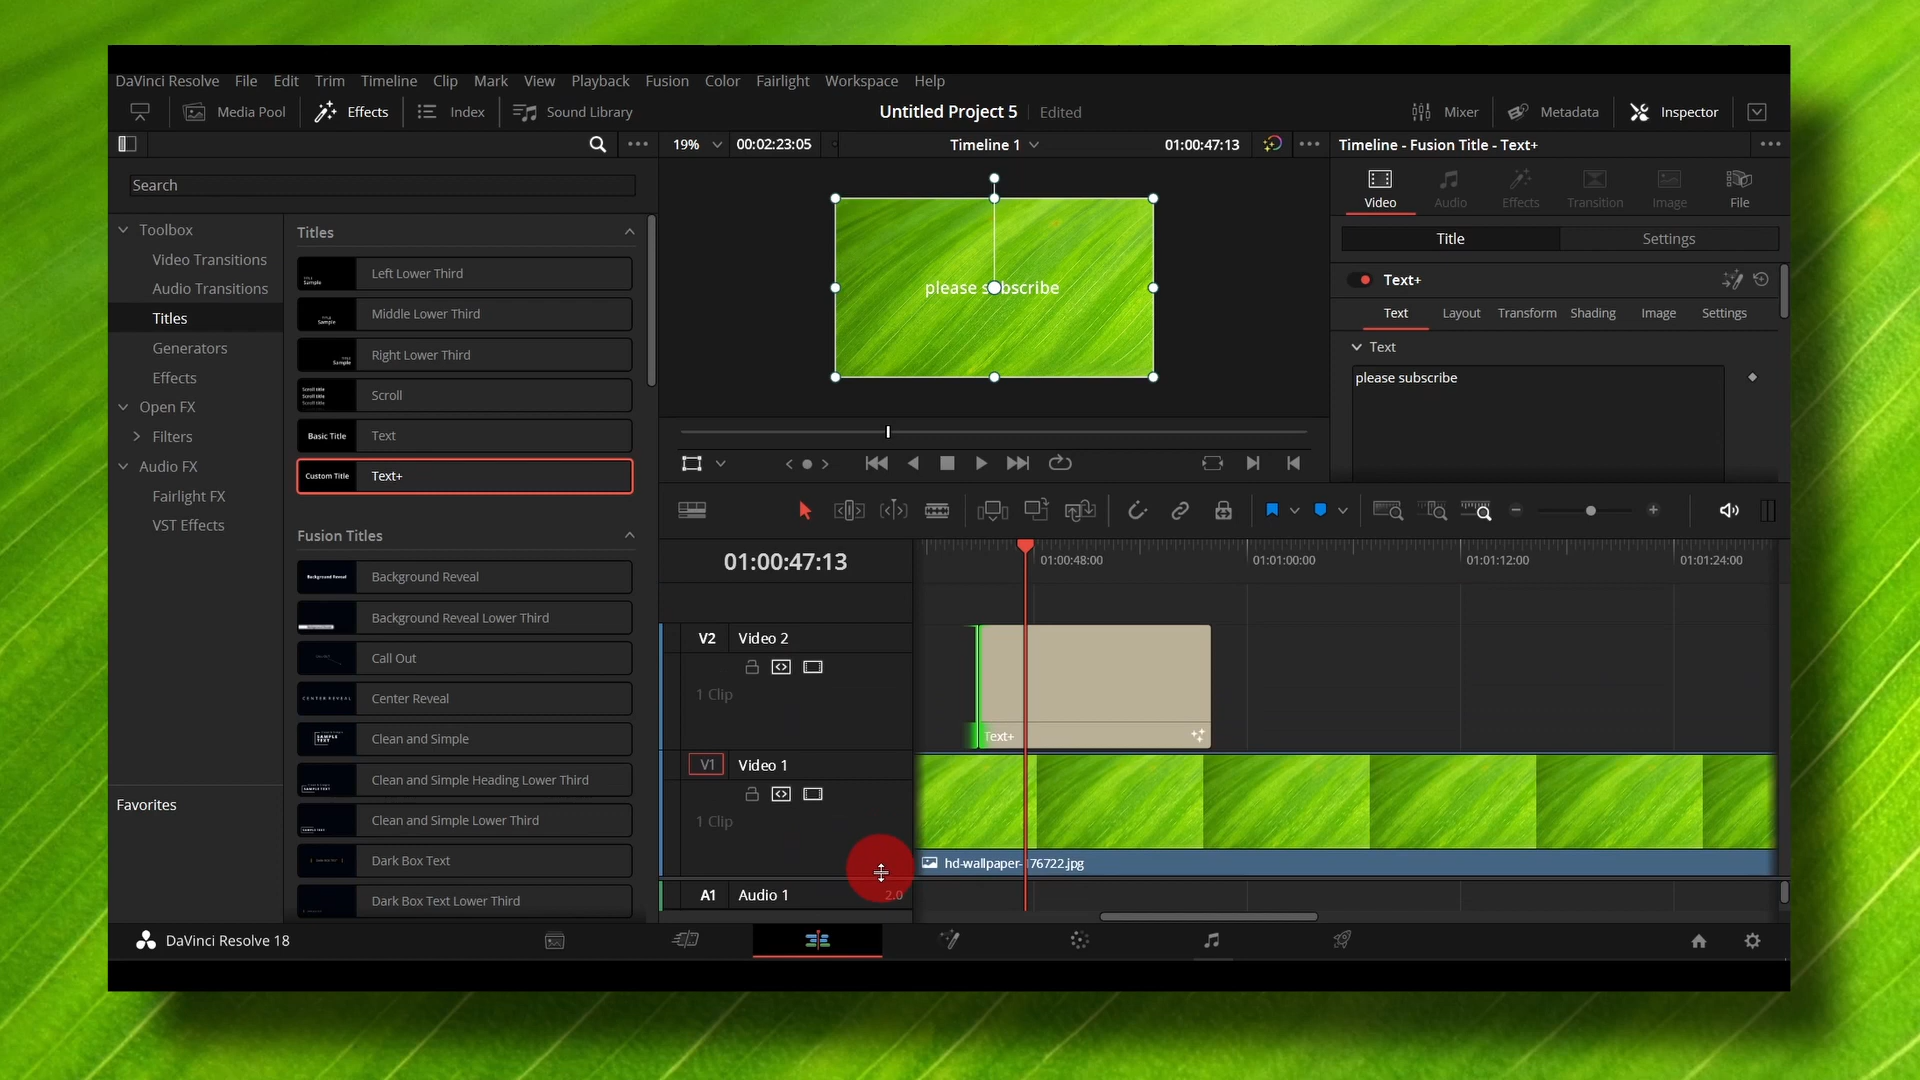 DaVinci Resolve File Edit Trim Timeline Clip Mark View Playback Fusion Color Fairlight Workspace Help
Media Pool Effects Index Sound Library Untitled Project 5 Edited Mixer Metadata Inspector
19% 00:02:23:05 Timeline 1 01:00:47:13 Timeline - Fusion Title - Text+
Search
Video Audio Effects Transition Image File
Title Settings
Toolbox
Video Transitions
Audio Transitions
Titles
Generators
Effects
Open FX
Filters
Audio FX
Fairlight FX
VST Effects
Favorites
Titles
Left Lower Third
Middle Lower Third
Right Lower Third
Scroll
Basic Title Text
Custom Title Text+
Fusion Titles
Background Reveal
Background Reveal Lower Third
Call Out
CENTER REVEAL Center Reveal
SAMPLE TEXT Clean and Simple
Clean and Simple Heading Lower Third
Clean and Simple Lower Third
Dark Box Text
Dark Box Text Lower Third
please subscribe
Text+
Text Layout Transform Shading Image Settings
Text
please subscribe
01:00:47:13
01:00:48:00 01:01:00:00 01:01:12:00 01:01:24:00
V2 Video 2
1 Clip
Text+
V1 Video 1
1 Clip
hd-wallpaper-176722.jpg
A1 Audio 1 2.0
DaVinci Resolve 18